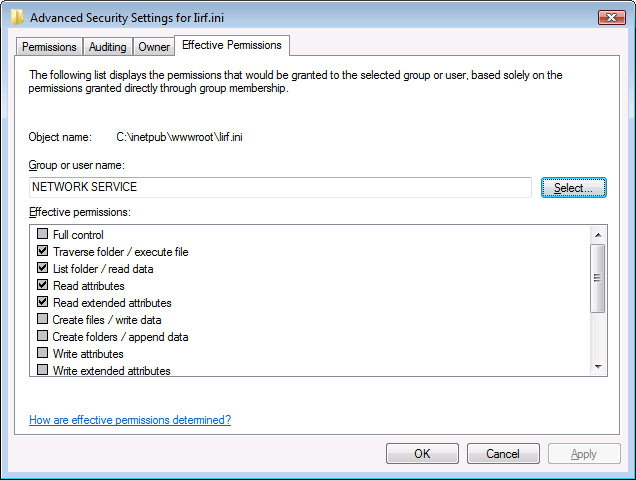 Advanced Security Settings for Iirf.ini
Permissions Auditing Owner Effective Permissions
The following list displays the permissions that would be granted to the selected group or user, based solely on the
permissions granted directly through group membership.
Object name: C:\inetpub\wwwroot\Iirf.ini
Group or user name:
NETWORK SERVICE
Select...
Effective permissions:
Full control
Traverse folder / execute file
List folder / read data
Read attributes
Read extended attributes
Create files / write data
Create folders / append data
Write attributes
Write extended attributes
How are effective permissions determined?
OK Cancel Apply